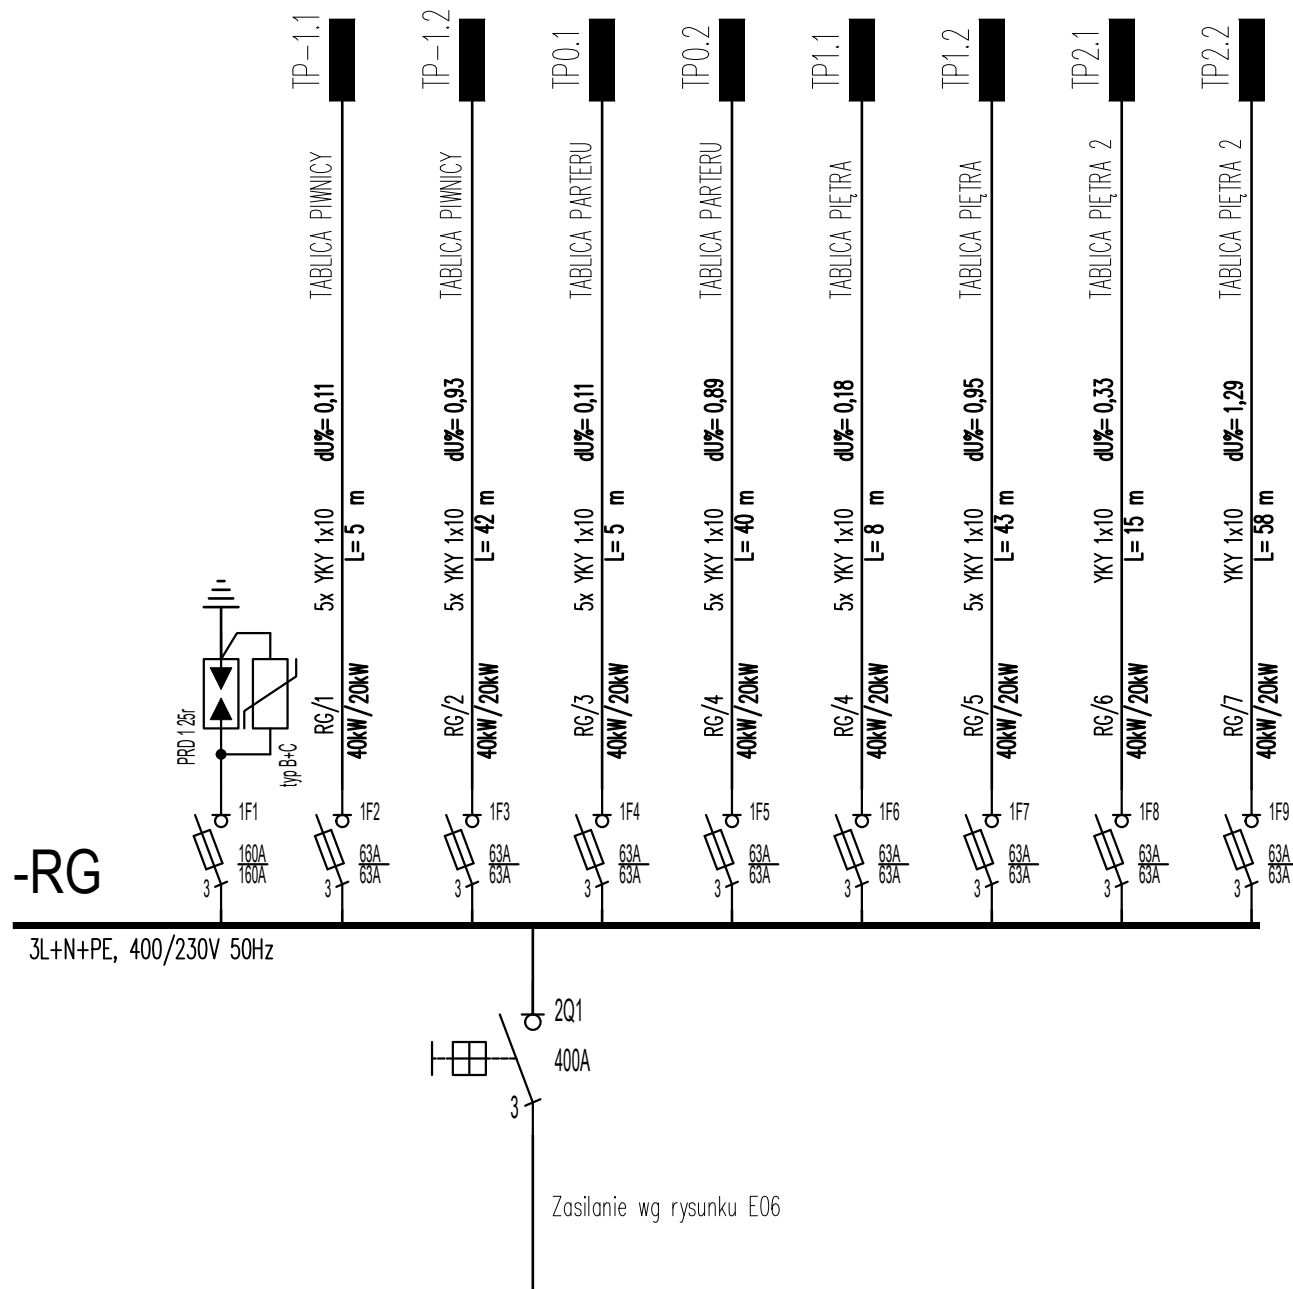 TP-1.1
TABLICA PIWNICY
dU%= 0,11
5x YKY 1x10
L= 5 m
RG/1
40kW/20kW
TP-1.2
TABLICA PIWNICY
dU%= 0,93
5x YKY 1x10
L= 42 m
RG/2
40kW/20kW
TP0.1
TABLICA PARTERU
dU%= 0,11
5x YKY 1x10
L= 5 m
RG/3
40kW/20kW
TP0.2
TABLICA PARTERU
dU%= 0,89
5x YKY 1x10
L= 40 m
RG/4
40kW/20kW
TP1.1
TABLICA PIĘTRA
dU%= 0,18
5x YKY 1x10
L= 8 m
RG/4
40kW/20kW
TP1.2
TABLICA PIĘTRA
dU%= 0,95
5x YKY 1x10
L= 43 m
RG/5
40kW/20kW
TP2.1
TABLICA PIĘTRA 2
dU%= 0,33
YKY 1x10
L= 15 m
RG/6
40kW/20kW
TP2.2
TABLICA PIĘTRA 2
dU%= 1,29
YKY 1x10
L= 58 m
RG/7
40kW/20kW
PRD1 25r
typ B+C
1F1
160A
160A
3
1F2
63A
63A
3
1F3
63A
63A
3
1F4
63A
63A
3
1F5
63A
63A
3
1F6
63A
63A
3
1F7
63A
63A
3
1F8
63A
63A
3
1F9
63A
63A
3
-RG
3L+N+PE, 400/230V 50Hz
2Q1
400A
3
Zasilanie wg rysunku E06